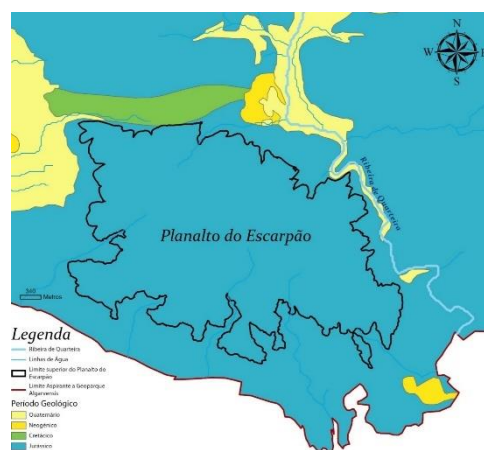 N
W
E
S
Ribeira de Quarteira
Planalto do Escarpão
540
Metros
Legenda
Ribeira de Quarteira
Linhas de Água
Limite superior do Planalto do
Escarpão
Limite Aspirante a Geoparque
Algarvensis
Período Geológico
Quaternário
Neogénico
Cretácico
Jurássico